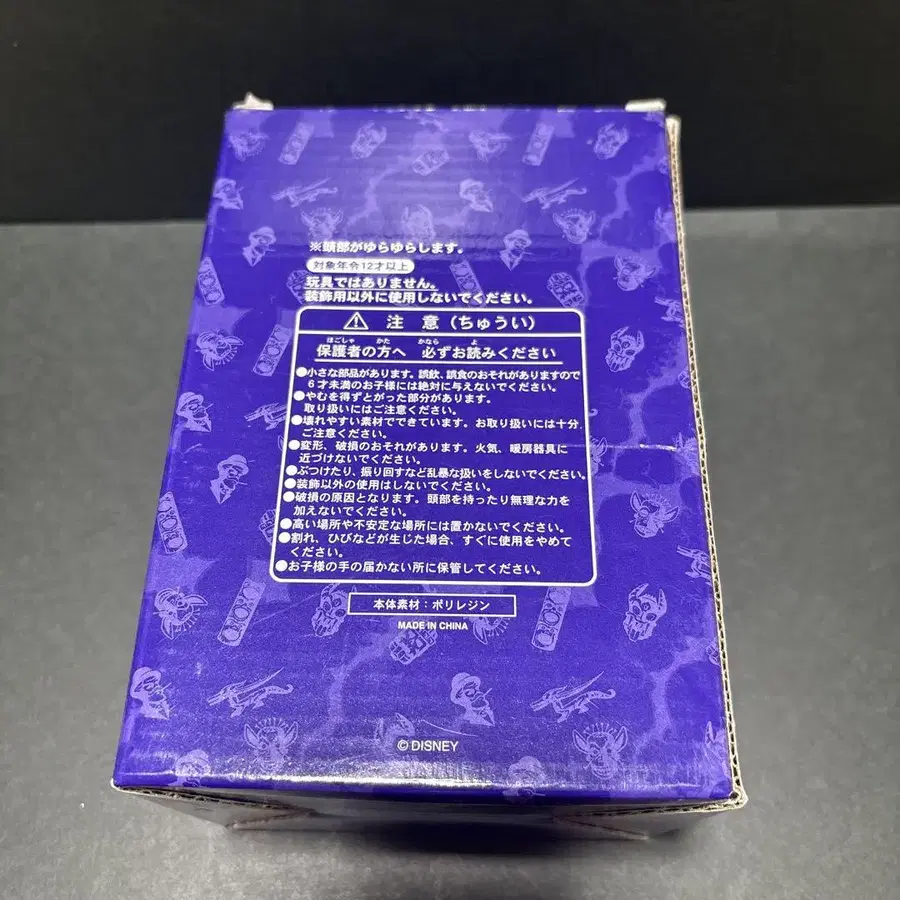 ※頭部がゆらゆらします。
対象年令12才以上
玩具ではありません。
装飾用以外に使用しないでください。
⚠ 注 意（ちゅうい）
ほごしゃ かた かなら よ
保護者の方へ 必ずお読みください
●小さな部品があります。誤飲、誤食のおそれがありますので
6才未満のお子様には絶対に与えないでください。
●やむを得ずとがった部分があります。
取り扱いにはご注意ください。
●壊れやすい素材でできています。お取り扱いには十分、
ご注意ください。
●変形、破損のおそれがあります。火気、暖房器具に
近づけないでください。
●ぶつけたり、振り回すなど乱暴な扱いをしないでください。
●装飾以外の使用はしないでください。
●破損の原因となります。頭部を持ったり無理な力を
加えないでください。
●高い場所や不安定な場所には置かないでください。
●割れ、ひびなどが生じた場合、すぐに使用をやめて
ください。
●お子様の手の届かない所に保管してください。
本体素材：ポリレジン
MADE IN CHINA
© DISNEY